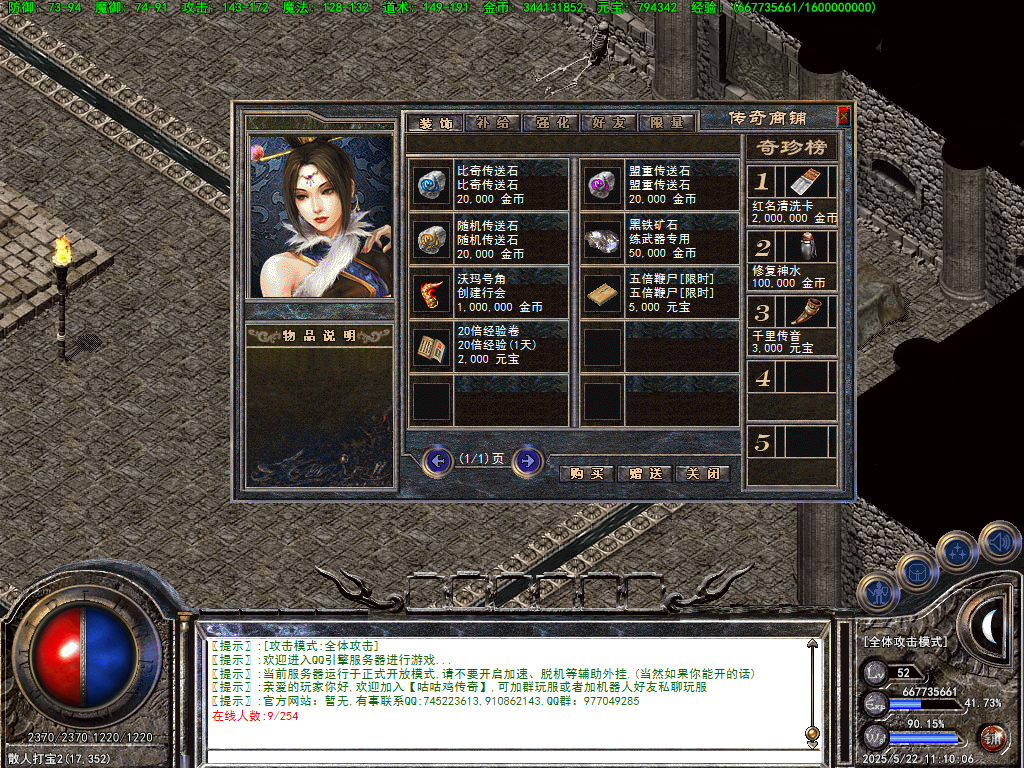 防御: 73-94 魔御: 74-91 攻击: 143-172 魔法: 128-132 道术: 149-191 金币: 344131852 元宝: 794342 经验: (667735661/1600000000)
装饰 补给 强化 好友 限量
传奇商铺
奇珍榜
比奇传送石
比奇传送石
20,000 金币
盟重传送石
盟重传送石
20,000 金币
随机传送石
随机传送石
20,000 金币
黑铁矿石
练武器专用
50,000 金币
沃玛号角
创建行会
1,000,000 金币
五倍鞭尸[限时]
五倍鞭尸[限时]
5,000 元宝
20倍经验卷
20倍经验(1天)
2,000 元宝
1
红名清洗卡
2,000,000 金币
2
修复神水
100,000 金币
3
千里传音
3,000 元宝
4
5
物品说明
(1/1)页
购买 赠送 关闭
〖提示〗:[攻击模式:全体攻击]
〖提示〗:欢迎进入QQ引擎服务器进行游戏...
〖提示〗:当前服务器运行于正式开放模式,请不要开启加速、脱机等辅助外挂.(当然如果你能开的话)
〖提示〗:亲爱的玩家你好,欢迎加入【咕咕鸡传奇】,可加群玩服或者加机器人好友私聊玩服
〖提示〗:官方网站: 暂无,有事联系QQ:745223613,910862143,QQ群: 977049285
在线人数:9/254
2370/2370 1220/1220
散人打宝2(17,352)
[全体攻击模式]
Lv 52
667735661
Exp 41.73%
90.15%
W
铺
2025/5/22 11:10:06